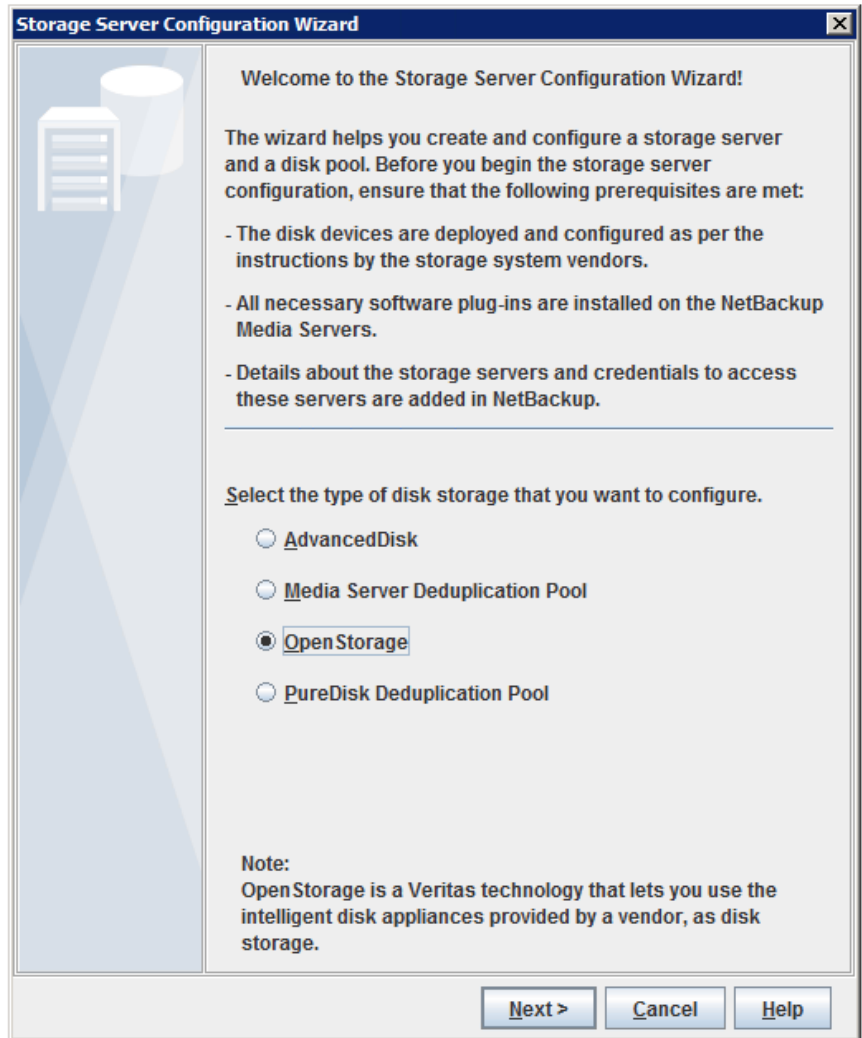 Storage Server Configuration Wizard
Welcome to the Storage Server Configuration Wizard!
The wizard helps you create and configure a storage server
and a disk pool. Before you begin the storage server
configuration, ensure that the following prerequisites are met:
- The disk devices are deployed and configured as per the
instructions by the storage system vendors.
- All necessary software plug-ins are installed on the NetBackup
Media Servers.
- Details about the storage servers and credentials to access
these servers are added in NetBackup.
Select the type of disk storage that you want to configure.
AdvancedDisk
Media Server Deduplication Pool
OpenStorage
PureDisk Deduplication Pool
Note:
OpenStorage is a Veritas technology that lets you use the
intelligent disk appliances provided by a vendor, as disk
storage.
Next >
Cancel
Help